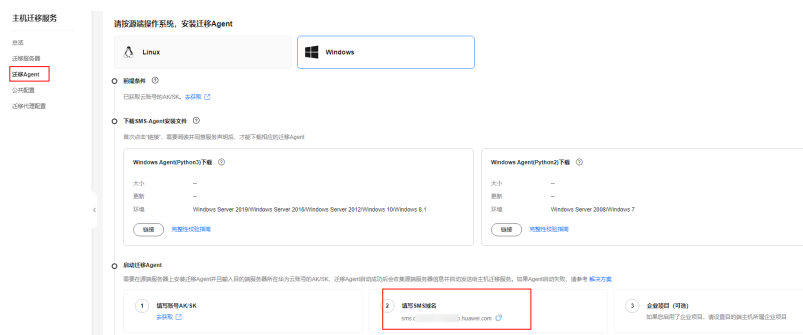 主机迁移服务
总览
迁移服务器
迁移Agent
公共配置
迁移代理配置
请按源端操作系统，安装迁移Agent
Linux
Windows
前提条件
已获取云账号的AK/SK。去获取
下载SMS-Agent安装文件
首次点击“链接”，需要阅读并同意服务声明后，才能下载相应的迁移Agent
Windows Agent(Python3)下载
大小 --
更新 --
环境 Windows Server 2019/Windows Server 2016/Windows Server 2012/Windows 10/Windows 8.1
链接 完整性校验指南
Windows Agent(Python2)下载
大小 --
更新 --
环境 Windows Server 2008/Windows 7
链接 完整性校验指南
启动迁移Agent
需要在源端服务器上安装迁移Agent并且输入目的端服务器所在华为云账号的AK/SK。迁移Agent启动成功后会收集源端服务器信息并自动发送给主机迁移服务。如果Agent启动失败，请参考 解决方案
1 填写账号AK/SK
去获取
2 填写SMS域名
sms.c huawei.com
3 企业项目（可选）
如果您启用了企业项目，请设置目的端主机所属企业项目